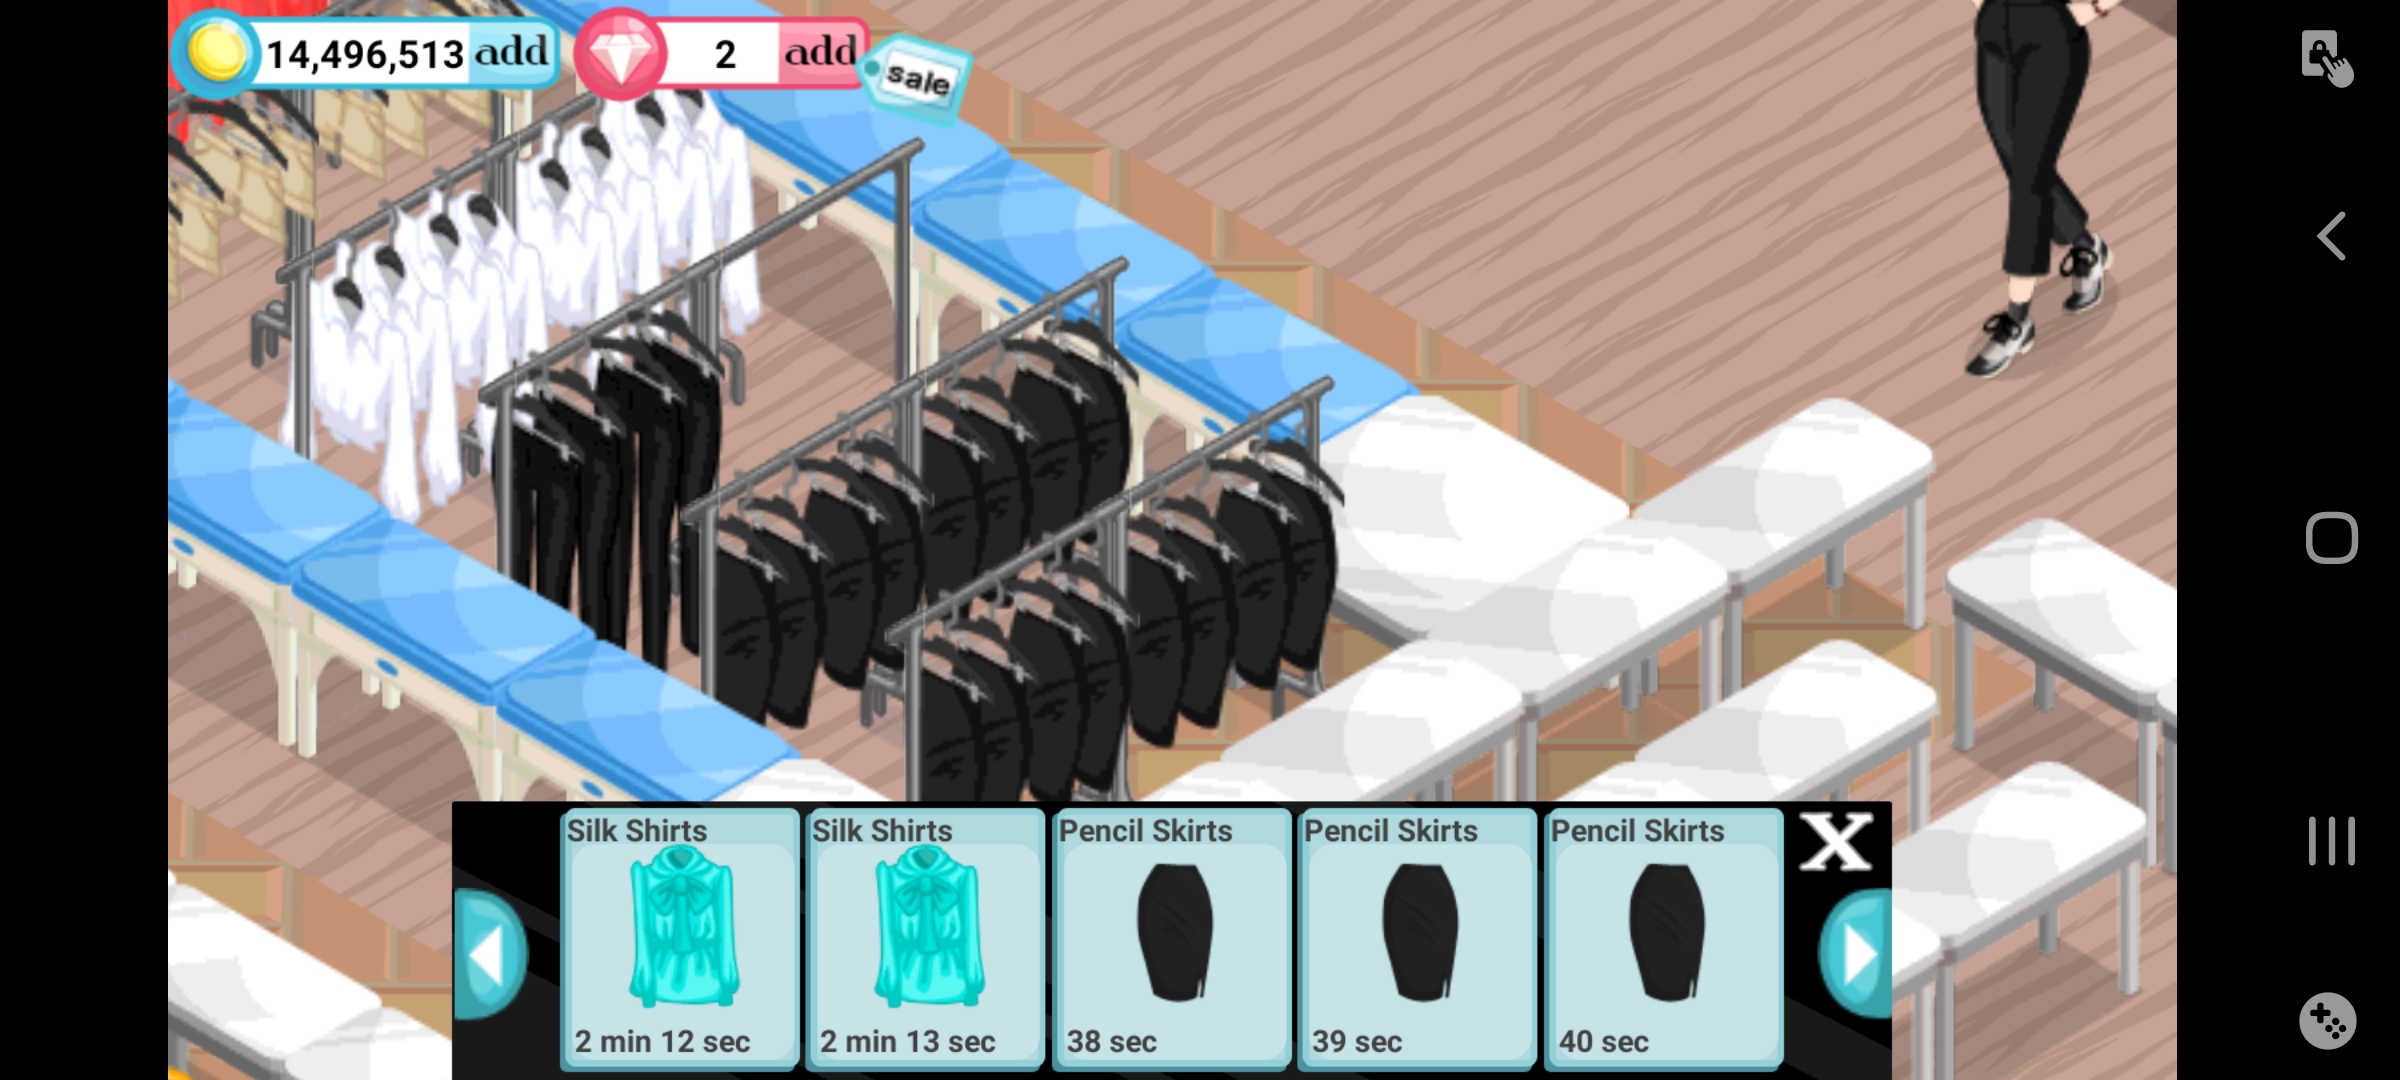 14,496,513 add
2 add
sale
Silk Shirts
2 min 12 sec
Silk Shirts
2 min 13 sec
Pencil Skirts
38 sec
Pencil Skirts
39 sec
Pencil Skirts
40 sec
X